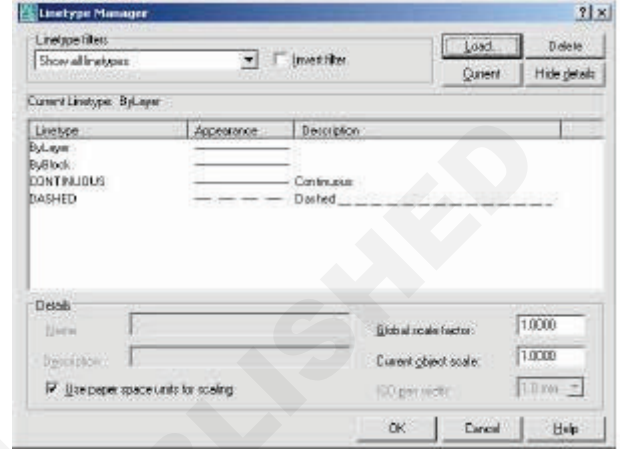 Linetype Manager
Linetype filters
Show all linetypes
Invert filter
Load...
Delete
Current
Hide details
Current Linetype: ByLayer
Linetype Appearance Description
ByLayer
ByBlock
CONTINUOUS Continuous
DASHED Dashed
Details
Name:
Description:
Use paper space units for scaling
Global scale factor: 1.0000
Current object scale: 1.0000
ISO pen width: 1.0 mm
OK Cancel Help
BLISHED